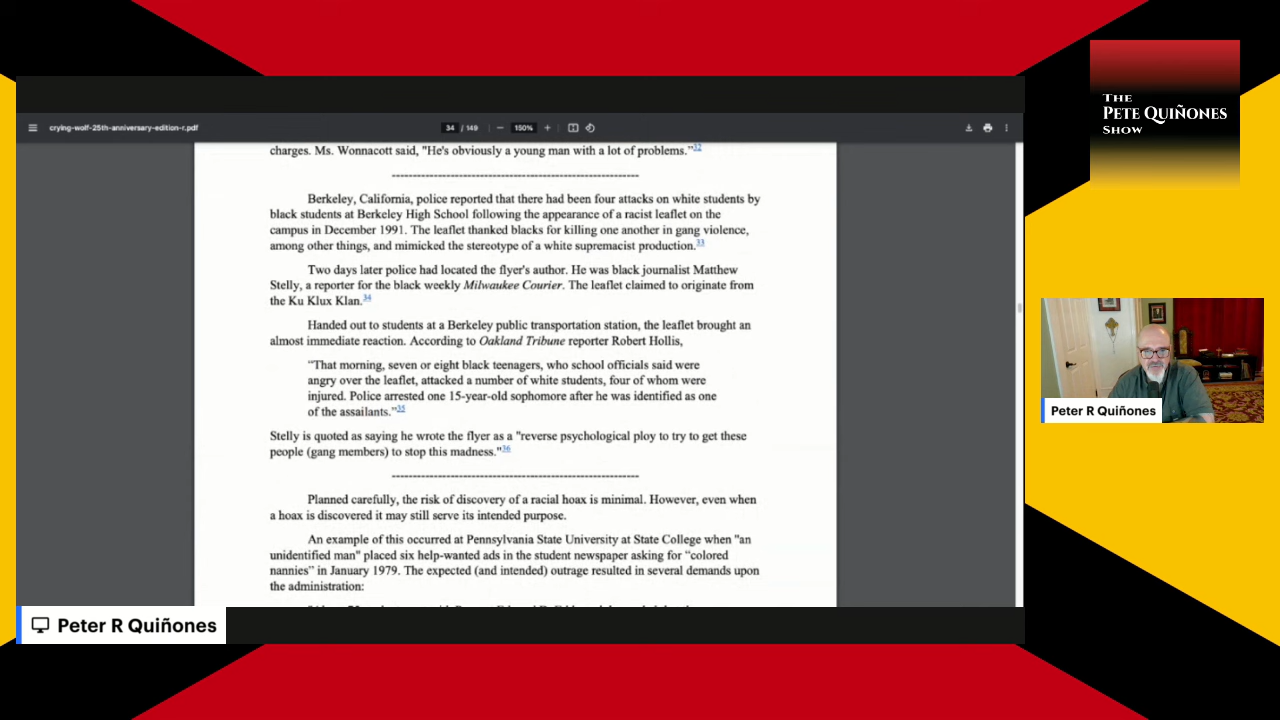 THE
PETE QUIÑONES
SHOW
crying-wolf-25th-anniversary-edition-r.pdf
34 / 149
150%
charges. Ms. Wonnacott said, "He's obviously a young man with a lot of problems."32
-----------------------------------------------------------
Berkeley, California, police reported that there had been four attacks on white students by
black students at Berkeley High School following the appearance of a racist leaflet on the
campus in December 1991. The leaflet thanked blacks for killing one another in gang violence,
among other things, and mimicked the stereotype of a white supremacist production.33
Two days later police had located the flyer's author. He was black journalist Matthew
Stelly, a reporter for the black weekly Milwaukee Courier. The leaflet claimed to originate from
the Ku Klux Klan.34
Handed out to students at a Berkeley public transportation station, the leaflet brought an
almost immediate reaction. According to Oakland Tribune reporter Robert Hollis,
"That morning, seven or eight black teenagers, who school officials said were
angry over the leaflet, attacked a number of white students, four of whom were
injured. Police arrested one 15-year-old sophomore after he was identified as one
of the assailants."35
Stelly is quoted as saying he wrote the flyer as a "reverse psychological ploy to try to get these
people (gang members) to stop this madness."36
-----------------------------------------------------------
Planned carefully, the risk of discovery of a racial hoax is minimal. However, even when
a hoax is discovered it may still serve its intended purpose.
An example of this occurred at Pennsylvania State University at State College when "an
unidentified man" placed six help-wanted ads in the student newspaper asking for "colored
nannies" in January 1979. The expected (and intended) outrage resulted in several demands upon
the administration:
Peter R Quiñones
Peter R Quiñones